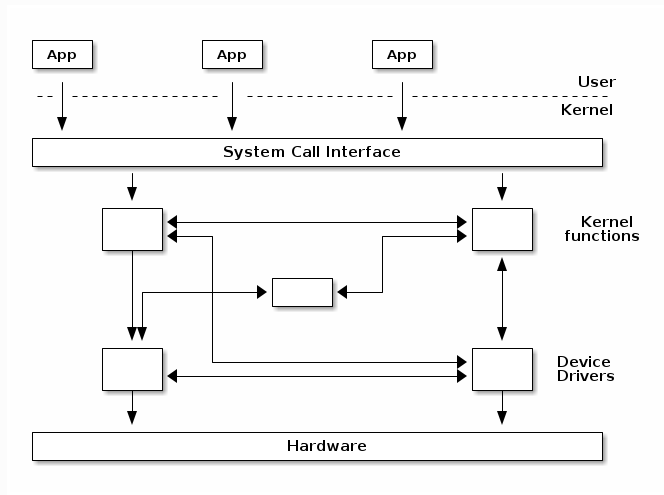 App
App
App
User
Kernel
System Call Interface
Kernel
functions
Device
Drivers
Hardware